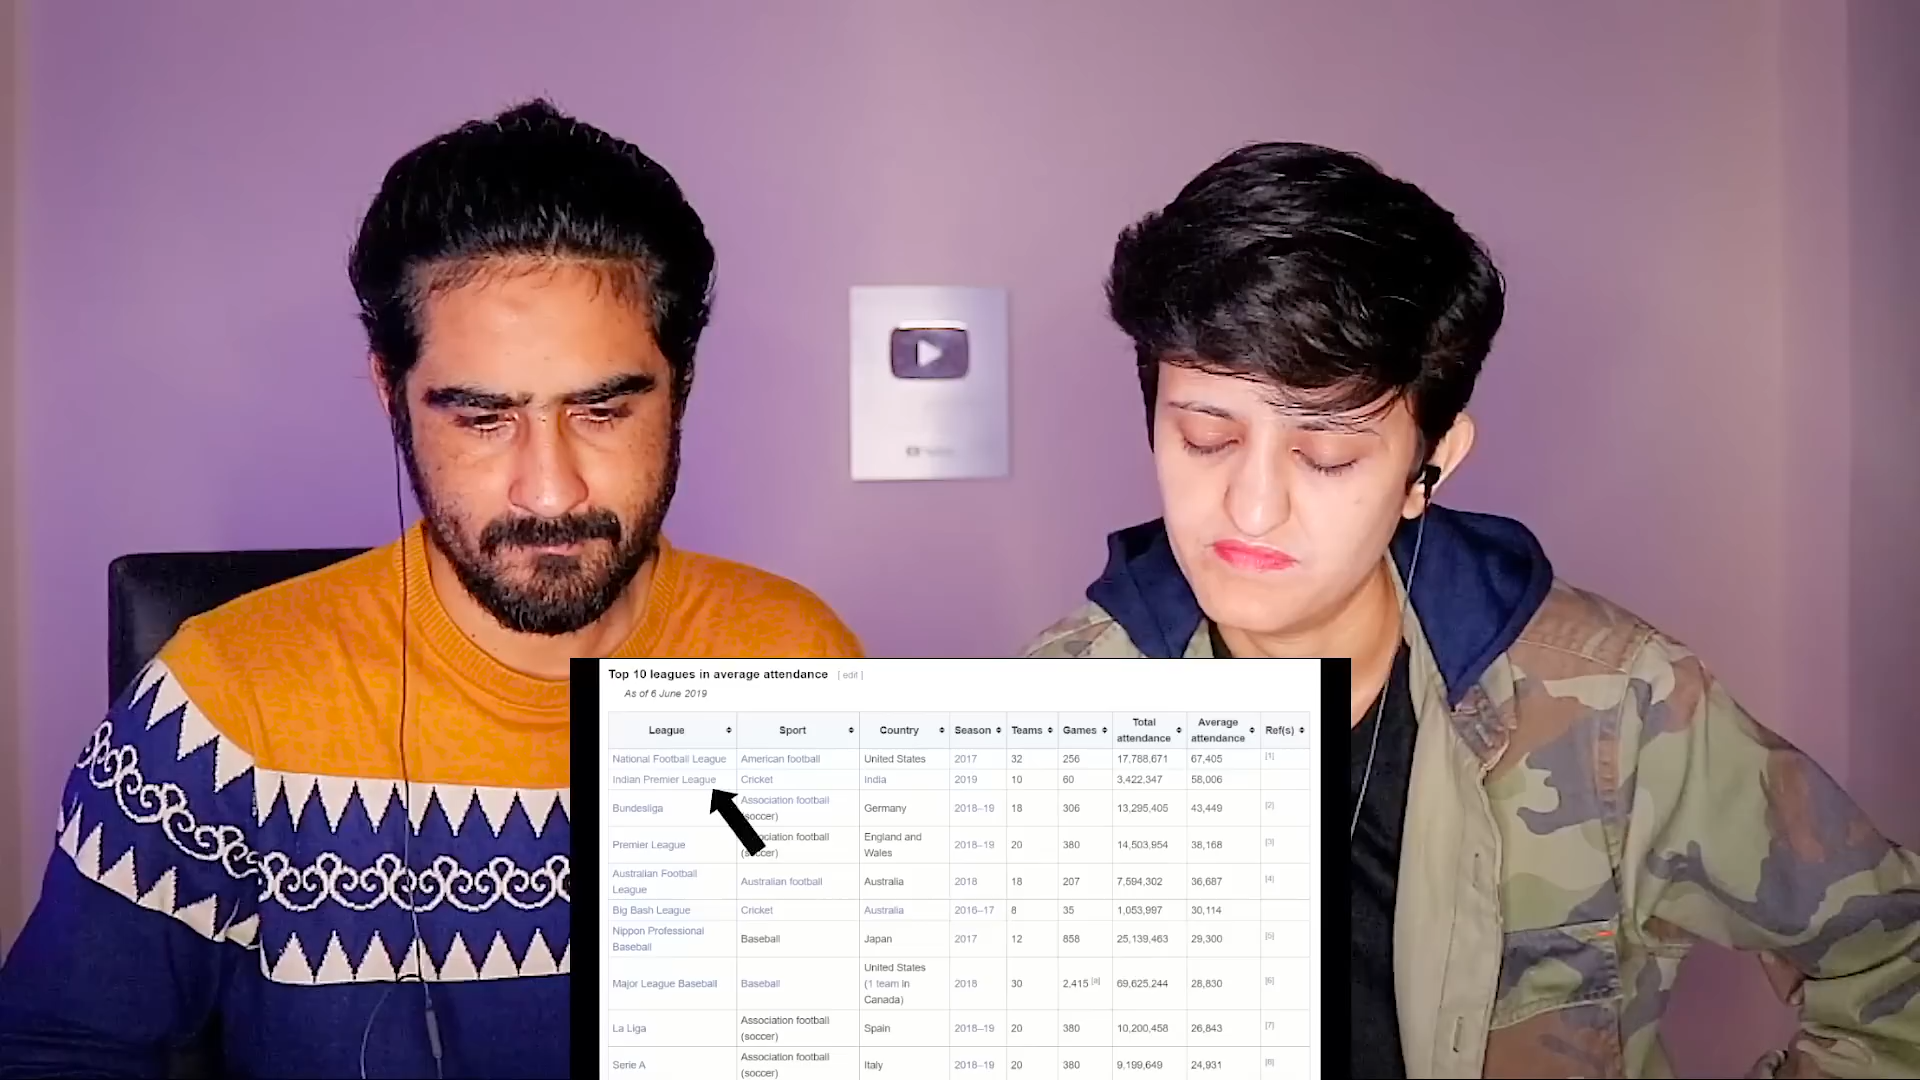 Top 10 leagues in average attendance [ edit ]
As of 6 June 2019
League Sport Country Season Teams Games Total attendance Average attendance Ref(s)
National Football League American football United States 2017 32 256 17,788,671 67,405 [1]
Indian Premier League Cricket India 2019 10 60 3,422,347 58,006
Bundesliga Association football (soccer) Germany 2018–19 18 306 13,295,405 43,449 [2]
Premier League football (soccer) England and Wales 2018–19 20 380 14,503,954 38,168 [3]
Australian Football League Australian football Australia 2018 18 207 7,594,302 36,687 [4]
Big Bash League Cricket Australia 2016–17 8 35 1,053,997 30,114
Nippon Professional Baseball Baseball Japan 2017 12 858 25,139,463 29,300 [5]
Major League Baseball Baseball United States (1 team in Canada) 2018 30 2,415 [a] 69,625,244 28,830 [6]
La Liga Association football (soccer) Spain 2018–19 20 380 10,200,458 26,843 [7]
Serie A Association football (soccer) Italy 2018–19 20 380 9,199,649 24,931 [8]